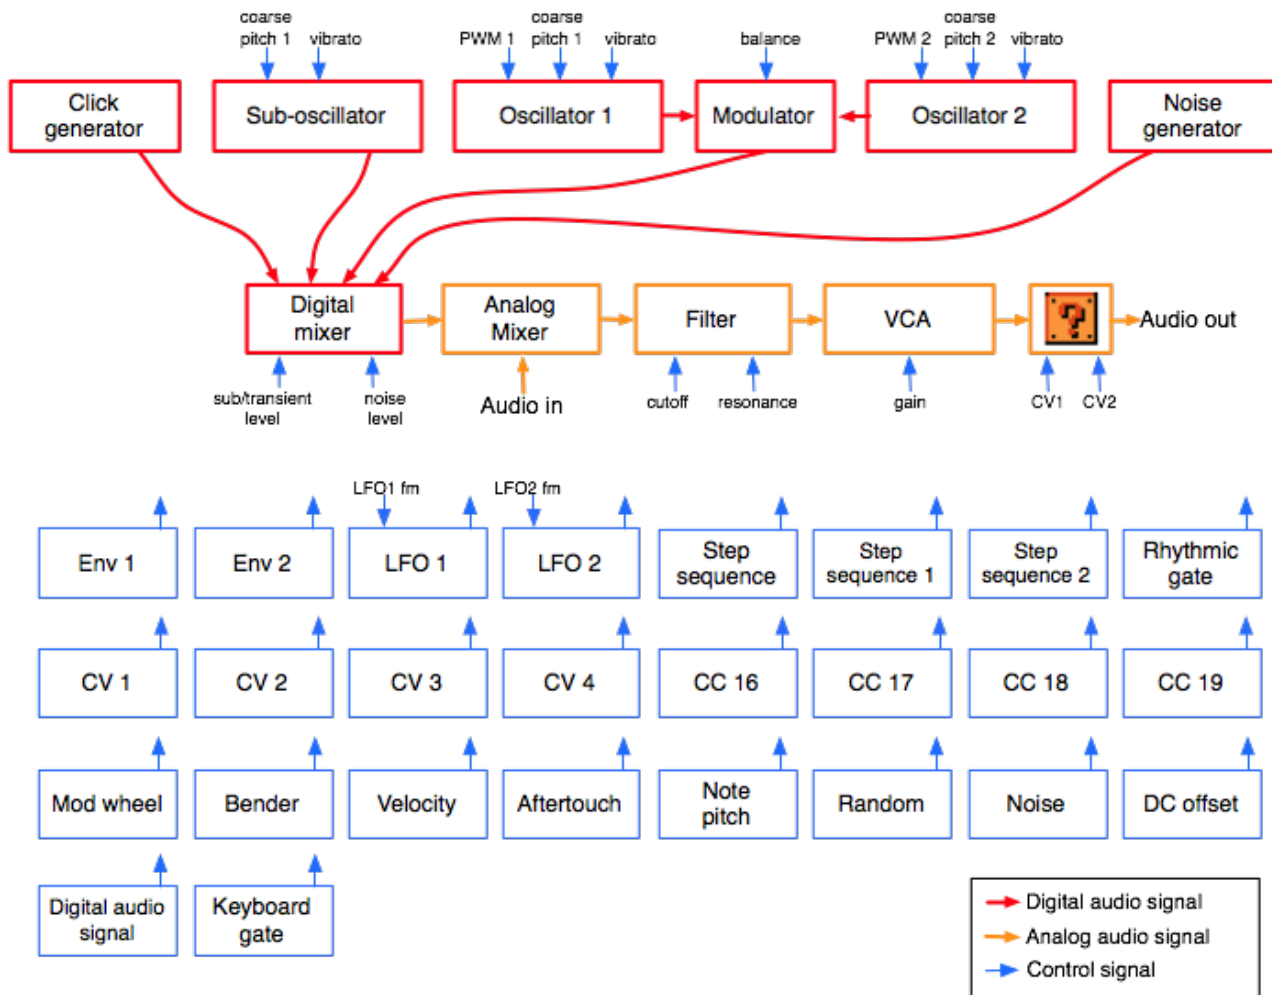 coarse
pitch 1
vibrato
PWM 1
coarse
pitch 1
vibrato
balance
PWM 2
coarse
pitch 2
vibrato
Click
generator
Sub-oscillator
Oscillator 1
Modulator
Oscillator 2
Noise
generator
Digital
mixer
Analog
Mixer
Filter
VCA
?
Audio out
sub/transient
level
noise
level
Audio in
cutoff
resonance
gain
CV1
CV2
LFO1 fm
LFO2 fm
Env 1
Env 2
LFO 1
LFO 2
Step
sequence
Step
sequence 1
Step
sequence 2
Rhythmic
gate
CV 1
CV 2
CV 3
CV 4
CC 16
CC 17
CC 18
CC 19
Mod wheel
Bender
Velocity
Aftertouch
Note
pitch
Random
Noise
DC offset
Digital audio
signal
Keyboard
gate
Digital audio signal
Analog audio signal
Control signal